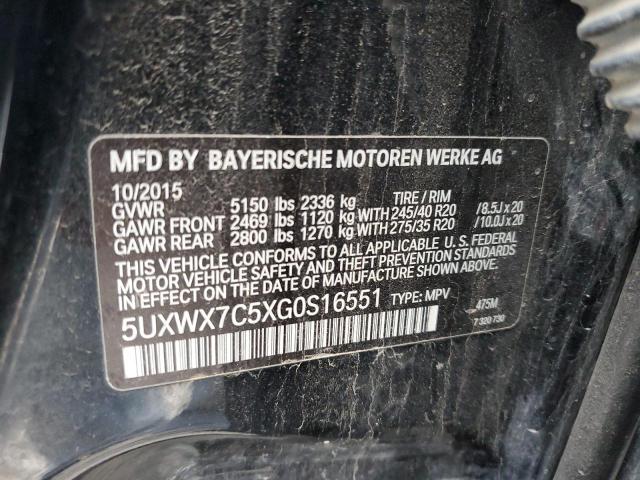 MFD BY BAYERISCHE MOTOREN WERKE AG
10/2015 TIRE / RIM
GVWR 5150 lbs 2336 kg
GAWR FRONT 2469 lbs 1120 kg WITH 245/40 R20 /8.5J x 20
GAWR REAR 2800 lbs 1270 kg WITH 275/35 R20 /10.0J x 20
THIS VEHICLE CONFORMS TO ALL APPLICABLE U. S. FEDERAL
MOTOR VEHICLE SAFETY AND THEFT PREVENTION STANDARDS
IN EFFECT ON THE DATE OF MANUFACTURE SHOWN ABOVE.
5UXWX7C5XG0S16551 TYPE: MPV 475M
7 320 730